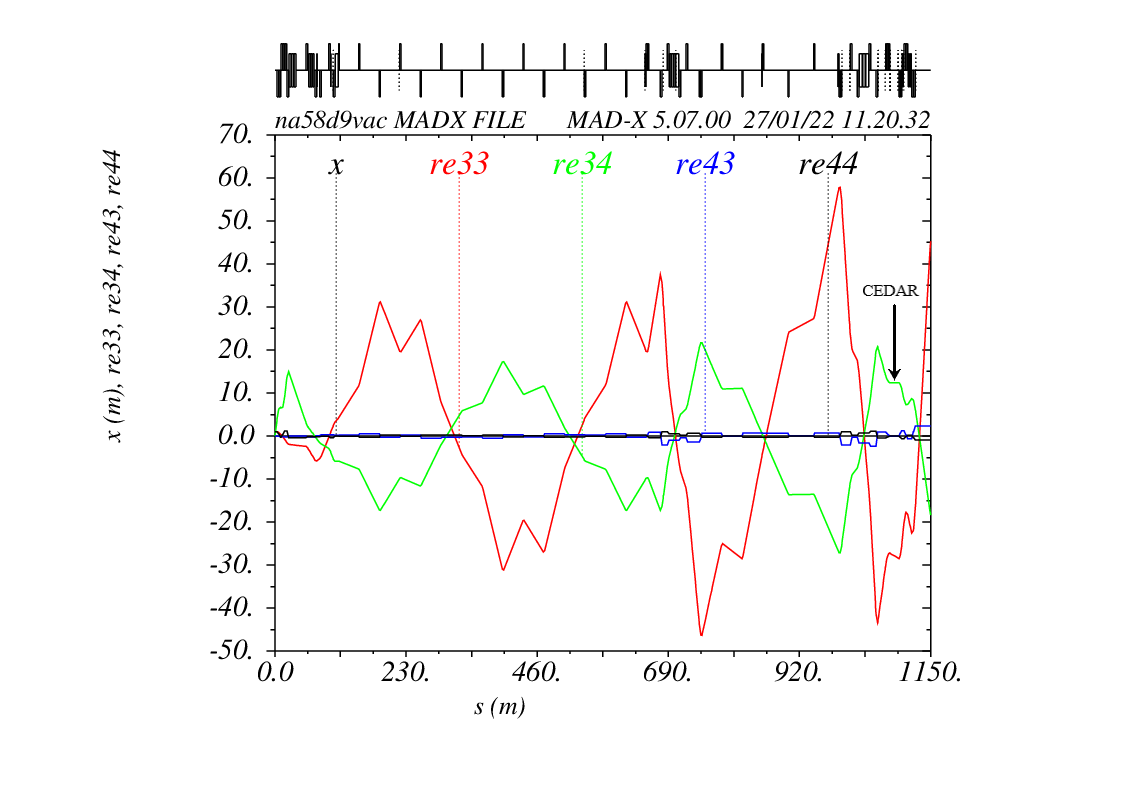 na58d9vac MADX FILE MAD-X 5.07.00 27/01/22 11.20.32
70.
60.
50.
40.
30.
20.
10.
0.0
-10.
-20.
-30.
-40.
-50.
x (m), re33, re34, re43, re44
x re33 re34 re43 re44
CEDAR
0.0 230. 460. 690. 920. 1150.
s (m)